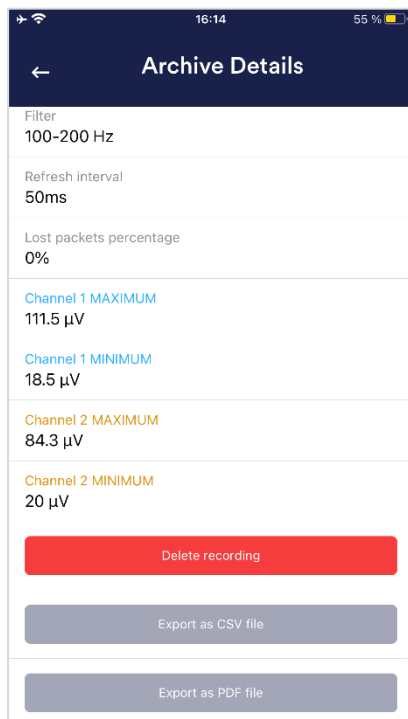 16:14
55 %
Archive Details
Filter
100-200 Hz
Refresh interval
50ms
Lost packets percentage
0%
Channel 1 MAXIMUM
111.5 µV
Channel 1 MINIMUM
18.5 µV
Channel 2 MAXIMUM
84.3 µV
Channel 2 MINIMUM
20 µV
Delete recording
Export as CSV file
Export as PDF file